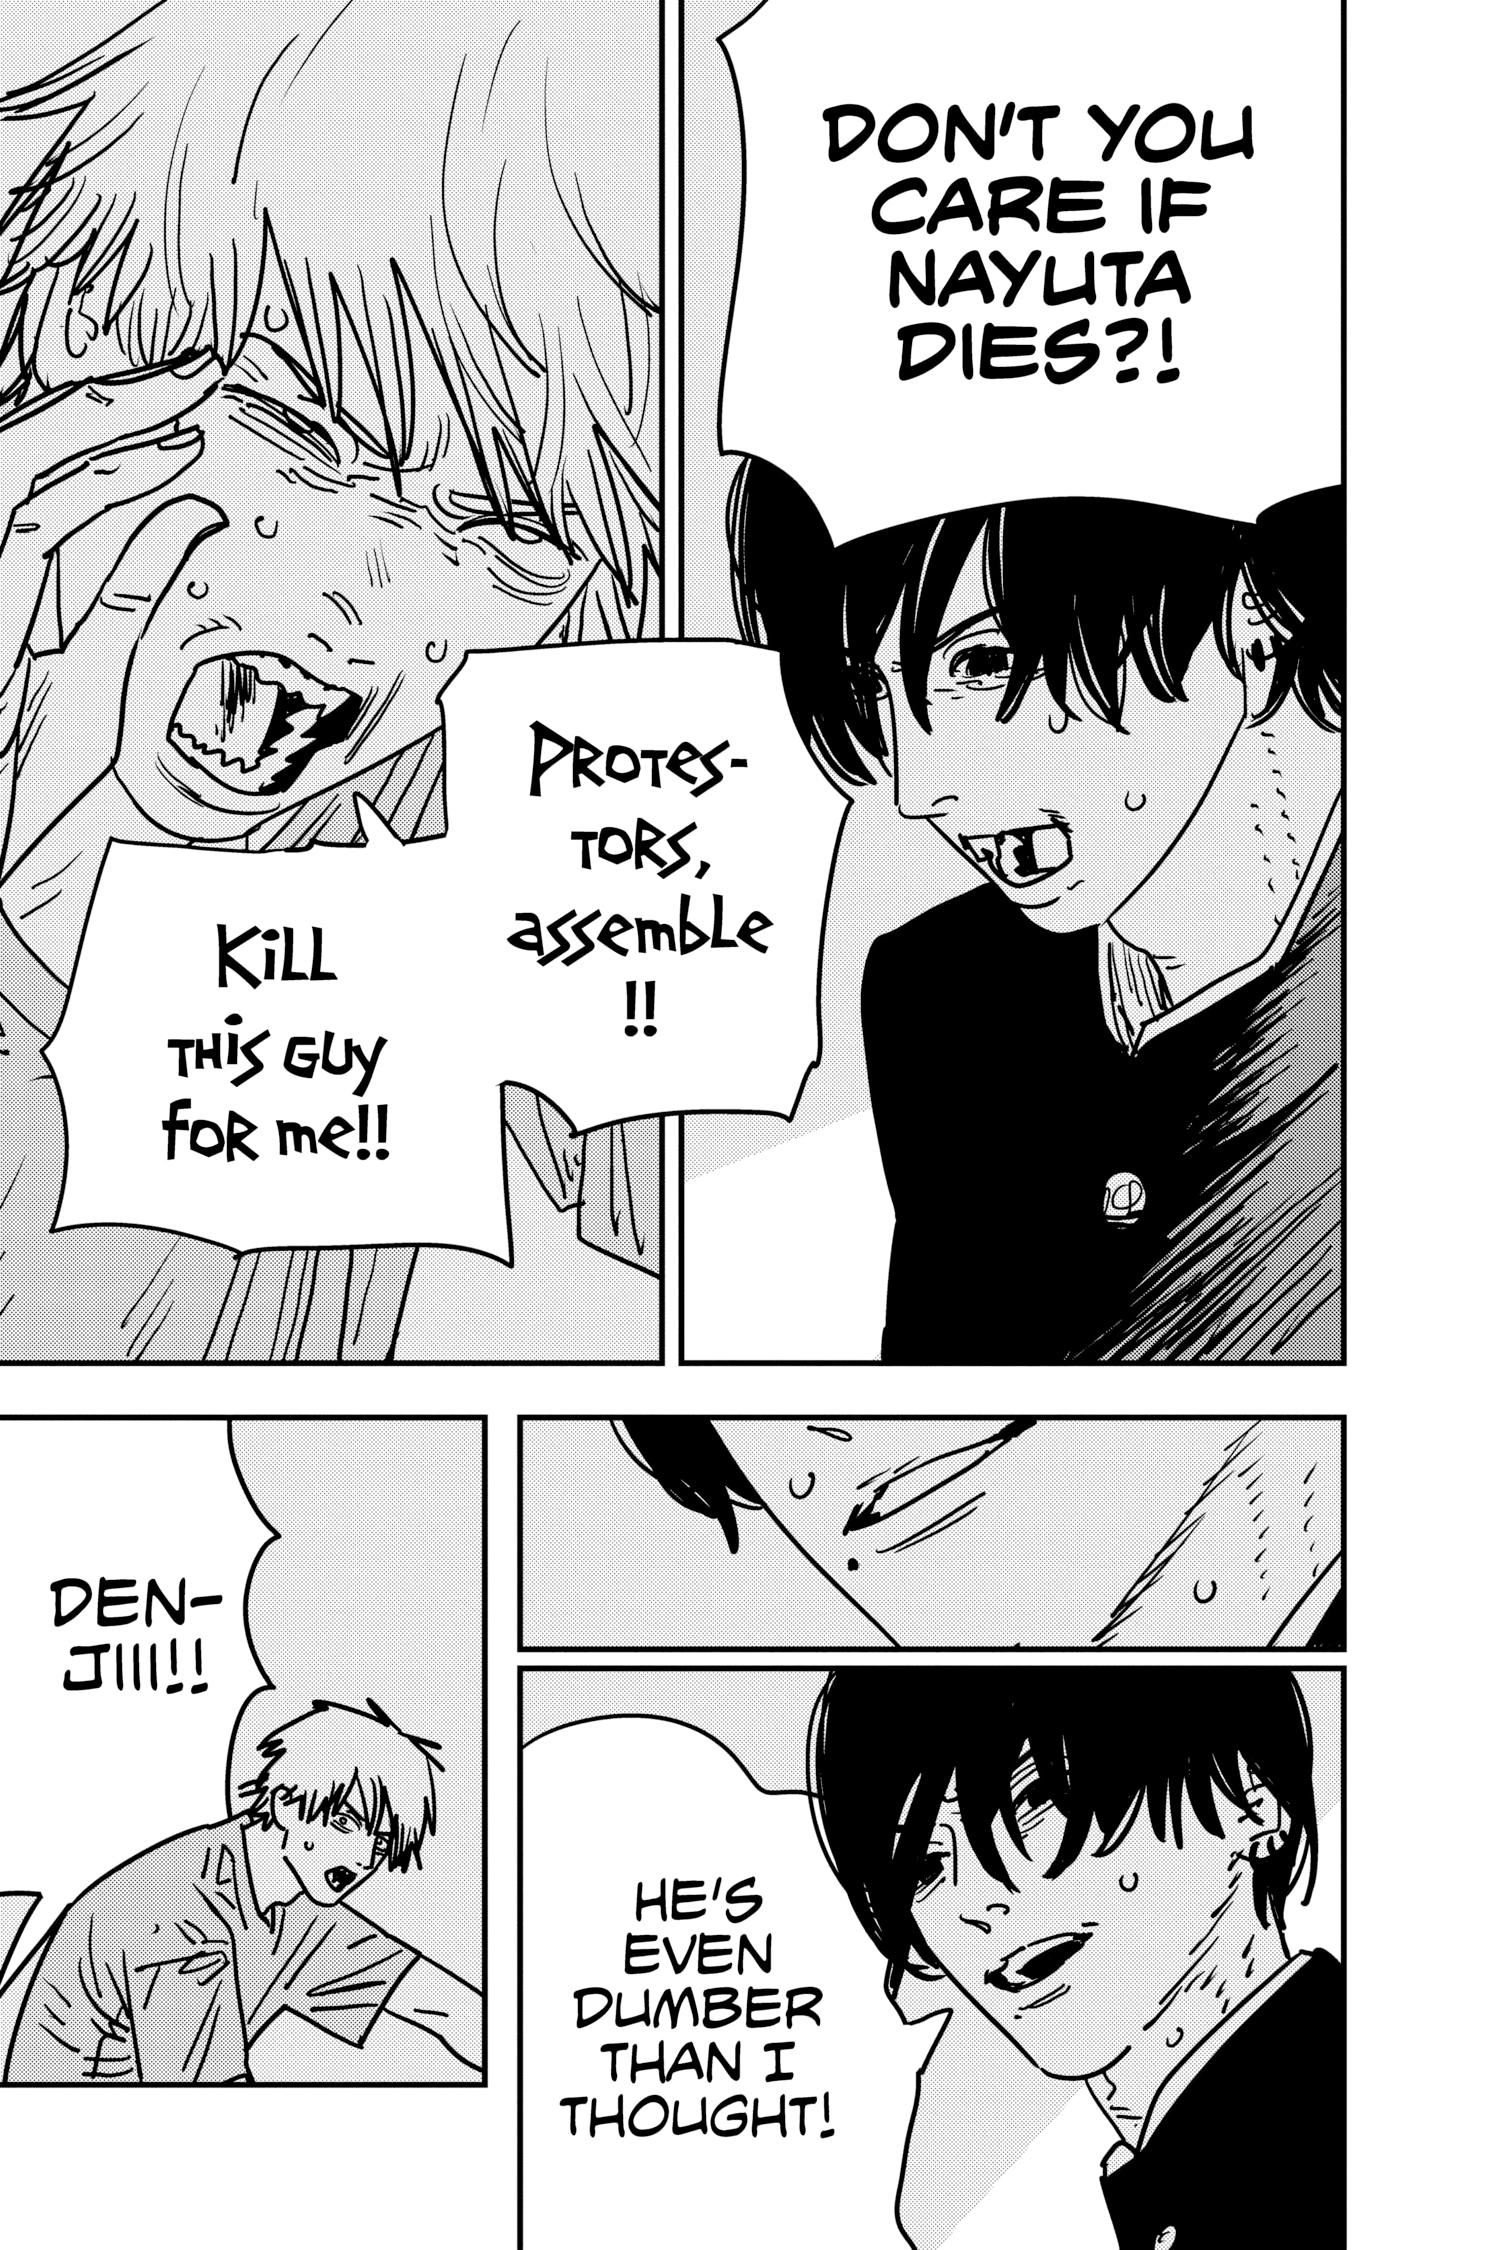 DON'T YOU
CARE IF
NAYUTA
DIES?!
PROTES-
TORS,
assemble
!!
KiLL
THiS GUY
foR me!!
HE'S
EVEN
DUMBER
THAN I
THOUGHT!
DEN-
JIII!!